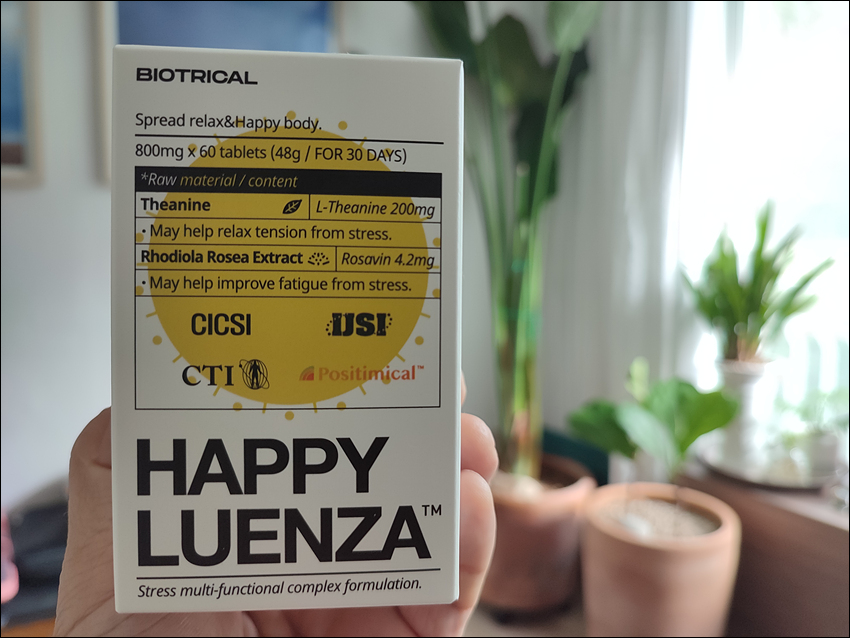 BIOTRICAL
Spread relax&Happy body.
800mg x 60 tablets (48g / FOR 30 DAYS)
*Raw material / content
Theanine L-Theanine 200mg
· May help relax tension from stress.
Rhodiola Rosea Extract Rosavin 4.2mg
· May help improve fatigue from stress.
CICSI IJSI
CTI Positimical™
HAPPY
LUENZA™
Stress multi-functional complex formulation.